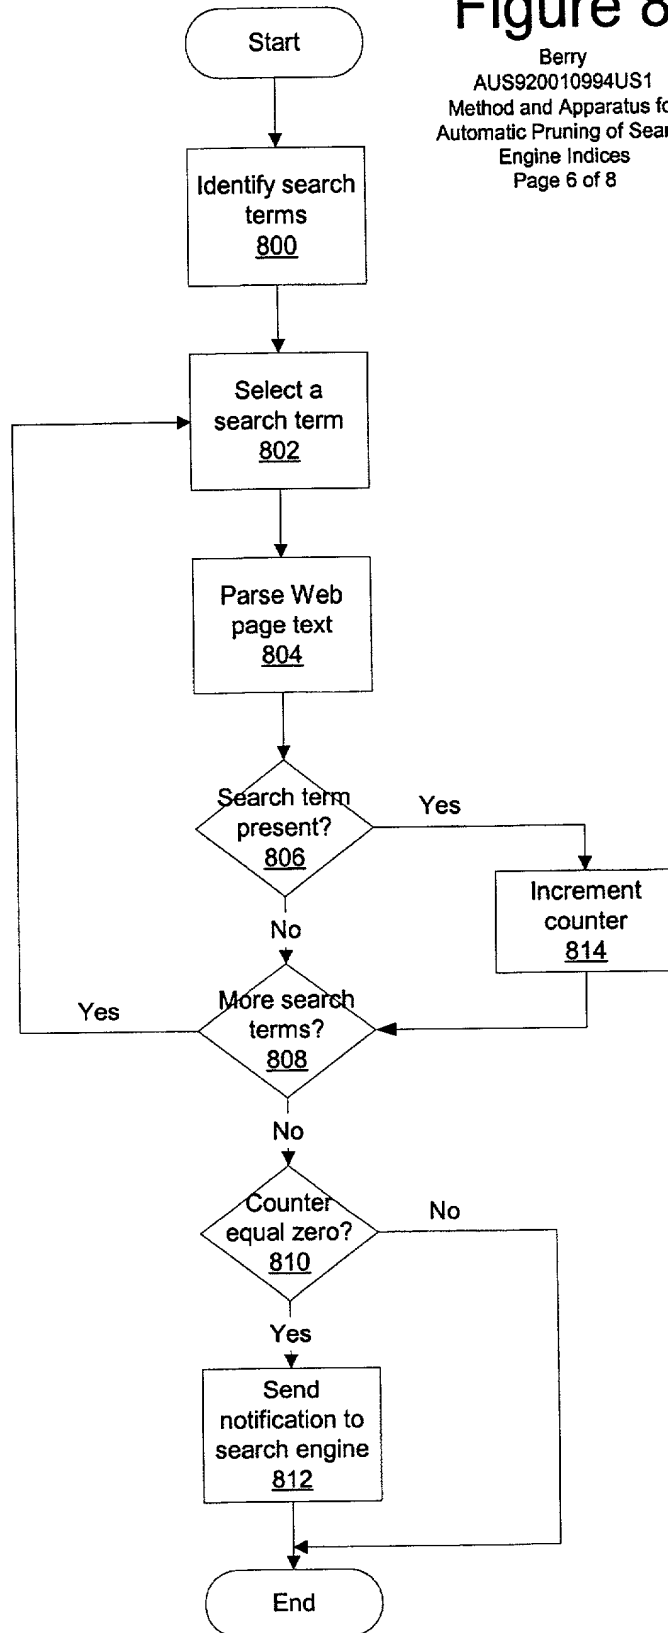 Figure 8
Berry
AUS920010994US1
Method and Apparatus fo
Automatic Pruning of Sear
Engine Indices
Page 6 of 8
Start
Identify search
terms
800
Select a
search term
802
Parse Web
page text
804
Search term
present?
806
Yes
Increment
counter
814
No
More search
terms?
808
Yes
No
Counter
equal zero?
810
No
Yes
Send
notification to
search engine
812
End